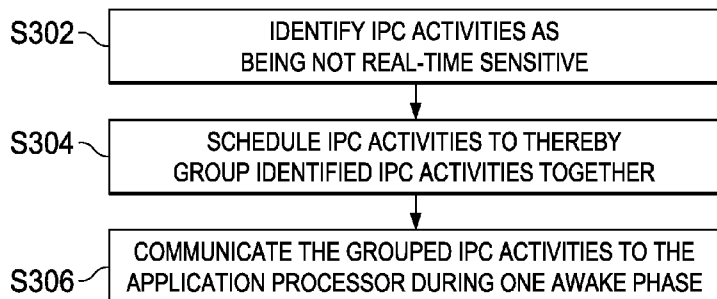 S302
IDENTIFY IPC ACTIVITIES AS
BEING NOT REAL-TIME SENSITIVE
S304
SCHEDULE IPC ACTIVITIES TO THEREBY
GROUP IDENTIFIED IPC ACTIVITIES TOGETHER
S306
COMMUNICATE THE GROUPED IPC ACTIVITIES TO THE
APPLICATION PROCESSOR DURING ONE AWAKE PHASE